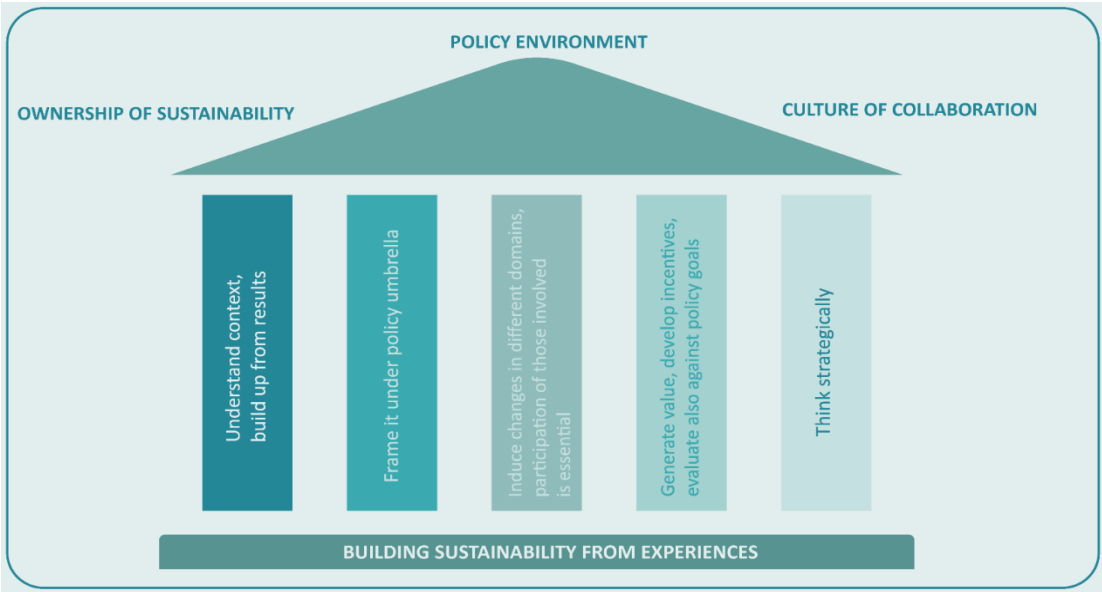 POLICY ENVIRONMENT
OWNERSHIP OF SUSTAINABILITY
CULTURE OF COLLABORATION
Understand context,
build up from results
Frame it under policy umbrella
Induce changes in different domains,
participation of those involved
is essential
Generate value, develop incentives,
evaluate also against policy goals
Think strategically
BUILDING SUSTAINABILITY FROM EXPERIENCES